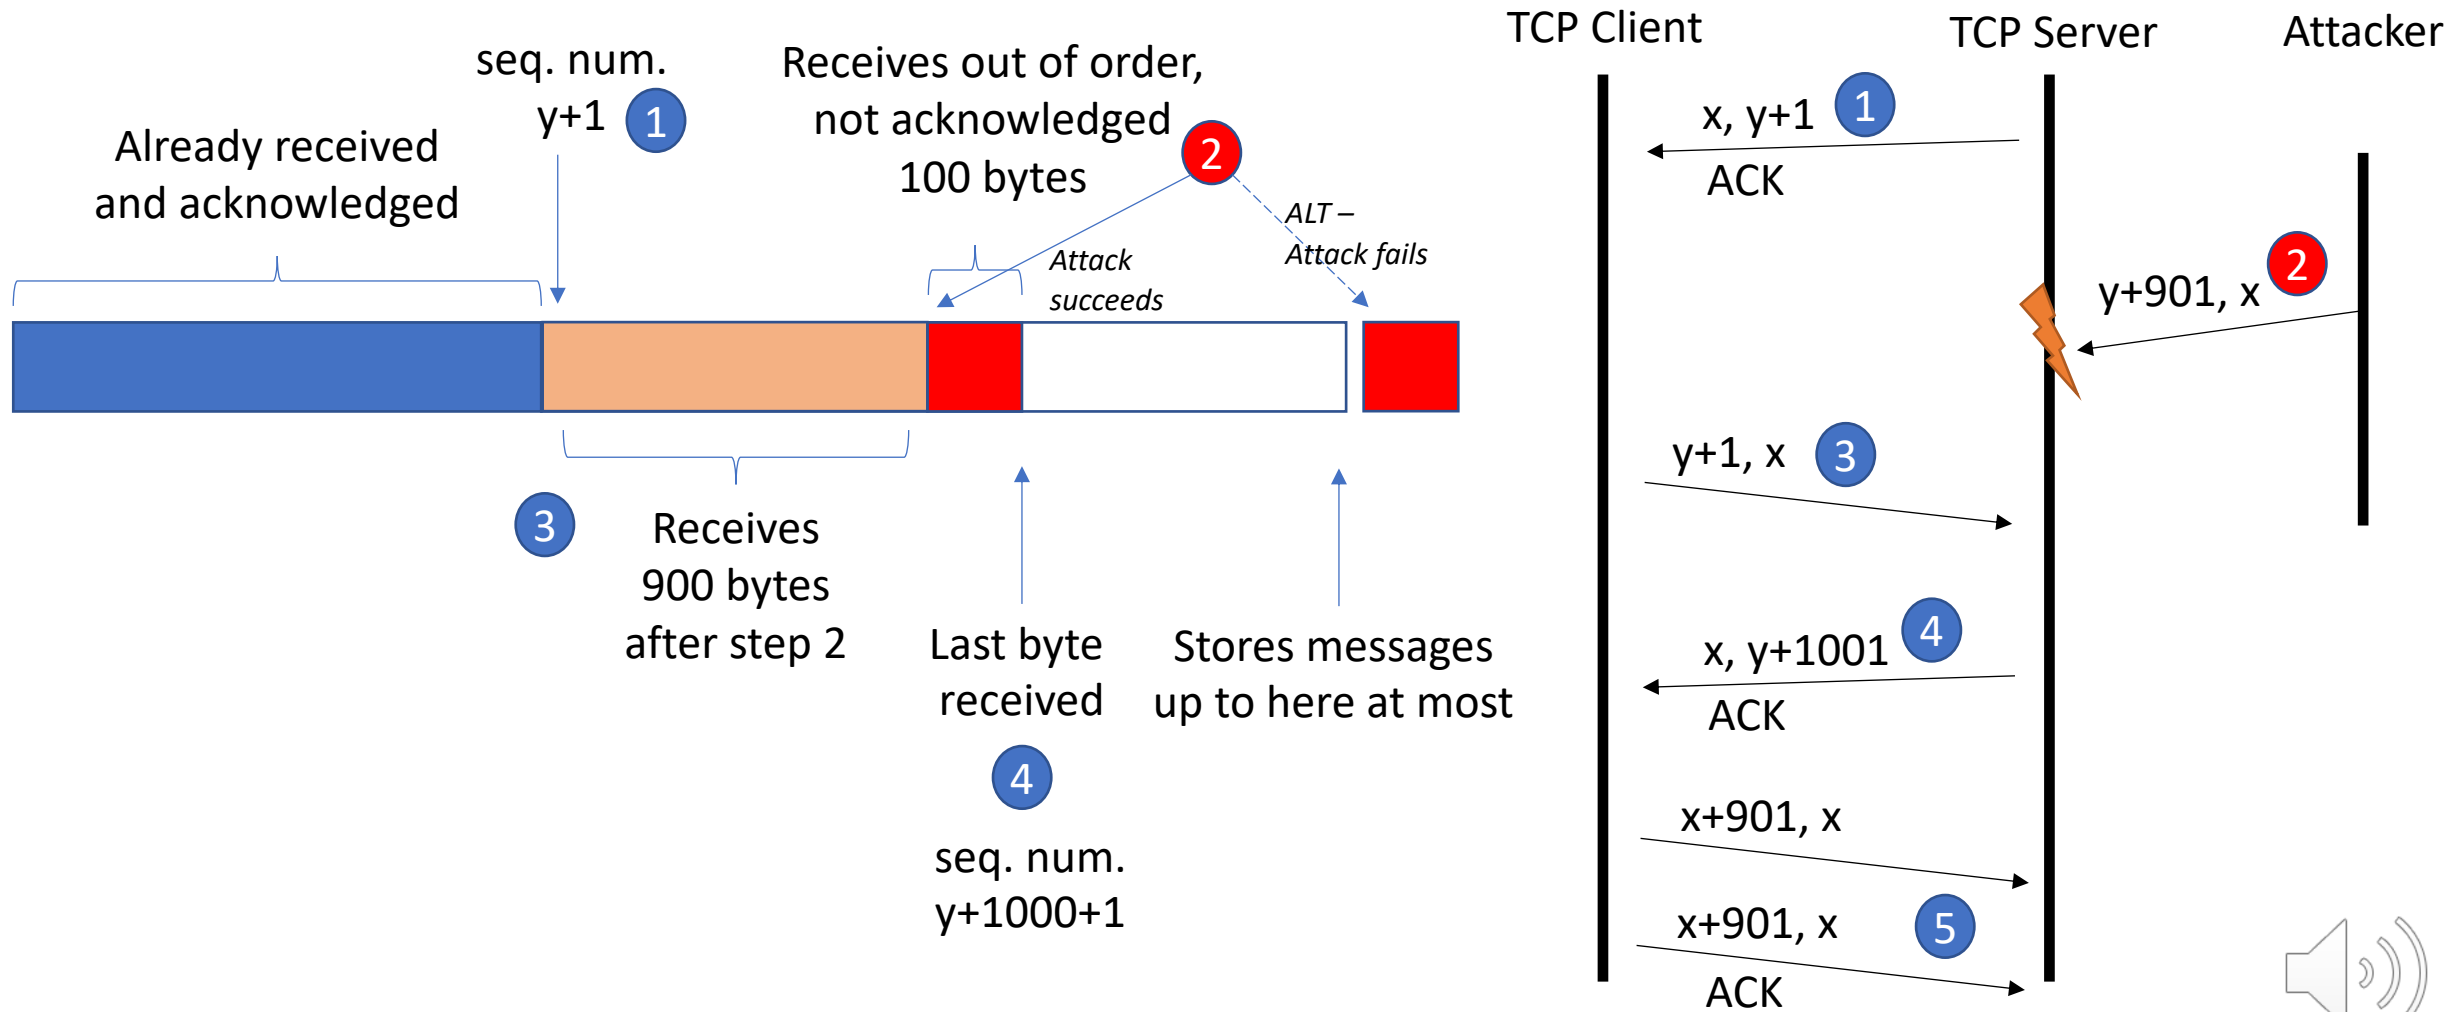 seq. num.
y+1
1
Already received
and acknowledged
Receives out of order,
not acknowledged
100 bytes
2
Attack
succeeds
ALT –
Attack fails
3
Receives
900 bytes
after step 2
Last byte
received
4
seq. num.
y+1000+1
Stores messages
up to here at most
TCP Client
TCP Server
Attacker
x, y+1
1
ACK
y+901, x
2
y+1, x
3
x, y+1001
4
ACK
x+901, x
x+901, x
5
ACK